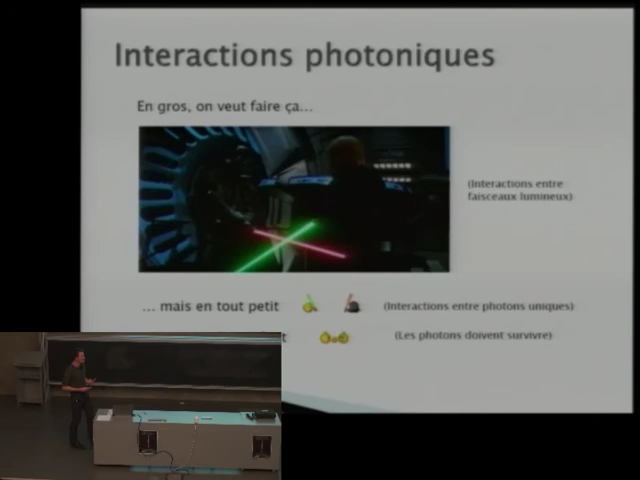 Interactions photoniques
En gros, on veut faire ça...
(Interactions entre
faisceaux lumineux)
... mais en tout petit
(Interactions entre photons uniques)
(Les photons doivent survivre)